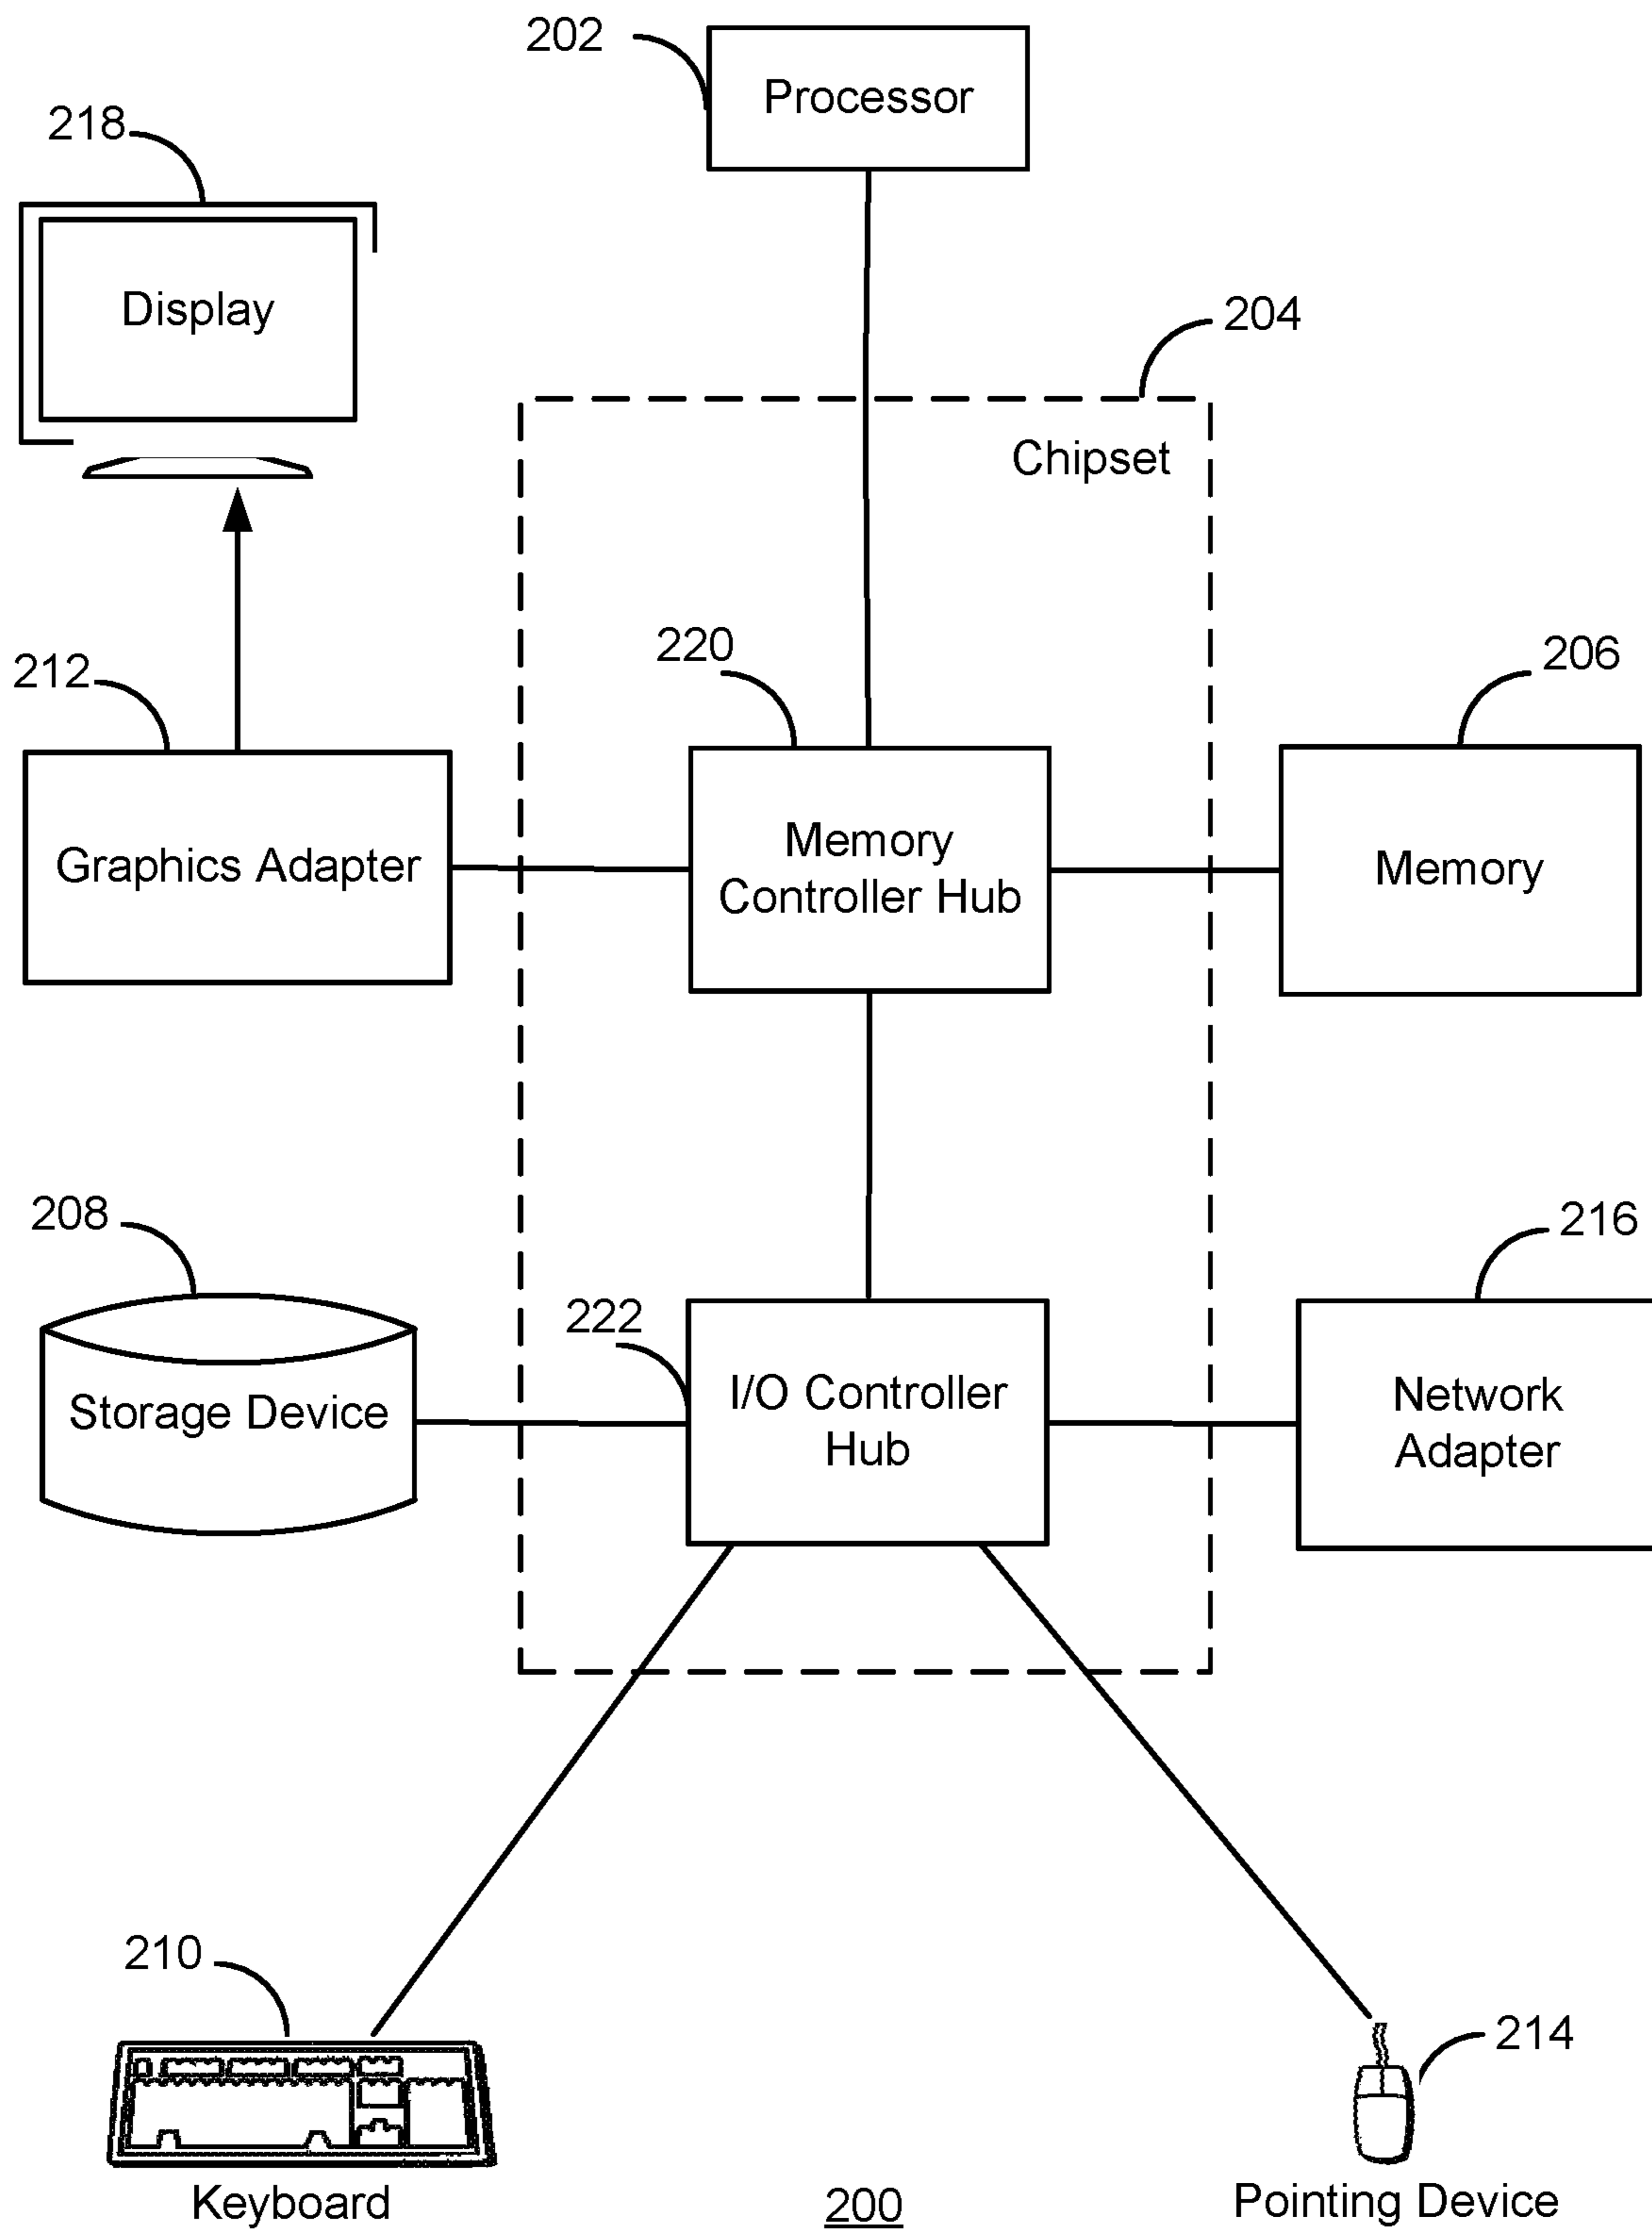 202
Processor
218
Display
204
Chipset
220
206
212
Memory
Controller Hub
Graphics Adapter
Memory
208
216
222
I/O Controller
Hub
Storage Device
Network
Adapter
210
214
Keyboard
200
Pointing Device